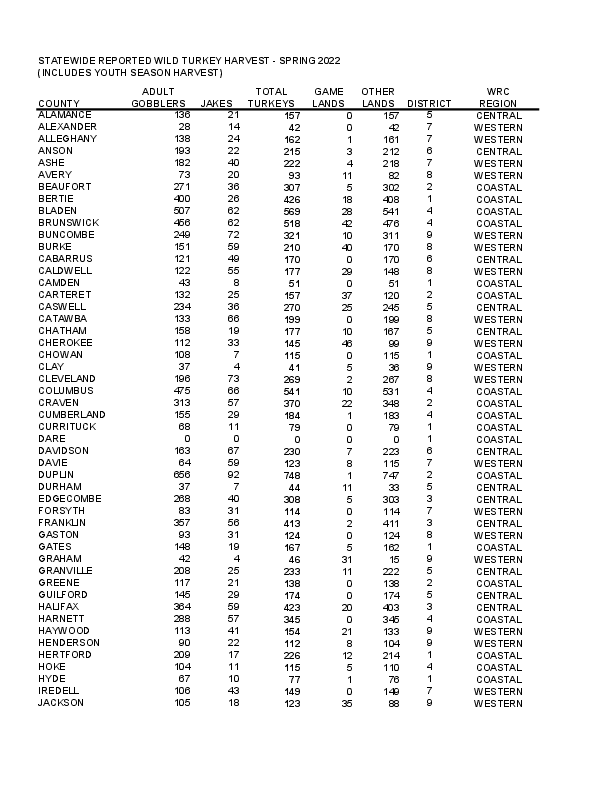 STATEWIDE REPORTED WILD TURKEY HARVEST - SPRING 2022
(INCLUDES YOUTH SEASON HARVEST)
ADULT TOTAL GAME OTHER WRC
COUNTY GOBBLERS JAKES TURKEYS LANDS LANDS DISTRICT REGION
ALAMANCE 136 21 157 0 157 5 CENTRAL
ALEXANDER 28 14 42 0 42 7 WESTERN
ALLEGHANY 138 24 162 1 161 7 WESTERN
ANSON 193 22 215 3 212 6 CENTRAL
ASHE 182 40 222 4 218 7 WESTERN
AVERY 73 20 93 11 82 8 WESTERN
BEAUFORT 271 36 307 5 302 2 COASTAL
BERTIE 400 26 426 18 408 1 COASTAL
BLADEN 507 62 569 28 541 4 COASTAL
BRUNSWICK 456 62 518 42 476 4 COASTAL
BUNCOMBE 249 72 321 10 311 9 WESTERN
BURKE 151 59 210 40 170 8 WESTERN
CABARRUS 121 49 170 0 170 6 CENTRAL
CALDWELL 122 55 177 29 148 8 WESTERN
CAMDEN 43 8 51 0 51 1 COASTAL
CARTERET 132 25 157 37 120 2 COASTAL
CASWELL 234 36 270 25 245 5 CENTRAL
CATAWBA 133 66 199 0 199 8 WESTERN
CHATHAM 158 19 177 10 167 5 CENTRAL
CHEROKEE 112 33 145 46 99 9 WESTERN
CHOWAN 108 7 115 0 115 1 COASTAL
CLAY 37 4 41 5 36 9 WESTERN
CLEVELAND 196 73 269 2 267 8 WESTERN
COLUMBUS 475 66 541 10 531 4 COASTAL
CRAVEN 313 57 370 22 348 2 COASTAL
CUMBERLAND 155 29 184 1 183 4 COASTAL
CURRITUCK 68 11 79 0 79 1 COASTAL
DARE 0 0 0 0 0 1 COASTAL
DAVIDSON 163 67 230 7 223 6 CENTRAL
DAVIE 64 59 123 8 115 7 WESTERN
DUPLIN 656 92 748 1 747 2 COASTAL
DURHAM 37 7 44 11 33 5 CENTRAL
EDGECOMBE 268 40 308 5 303 3 CENTRAL
FORSYTH 83 31 114 0 114 7 WESTERN
FRANKLIN 357 56 413 2 411 3 CENTRAL
GASTON 93 31 124 0 124 8 WESTERN
GATES 148 19 167 5 162 1 COASTAL
GRAHAM 42 4 46 31 15 9 WESTERN
GRANVILLE 208 25 233 11 222 5 CENTRAL
GREENE 117 21 138 0 138 2 COASTAL
GUILFORD 145 29 174 0 174 5 CENTRAL
HALIFAX 364 59 423 20 403 3 CENTRAL
HARNETT 288 57 345 0 345 4 COASTAL
HAYWOOD 113 41 154 21 133 9 WESTERN
HENDERSON 90 22 112 8 104 9 WESTERN
HERTFORD 209 17 226 12 214 1 COASTAL
HOKE 104 11 115 5 110 4 COASTAL
HYDE 67 10 77 1 76 1 COASTAL
IREDELL 106 43 149 0 149 7 WESTERN
JACKSON 105 18 123 35 88 9 WESTERN